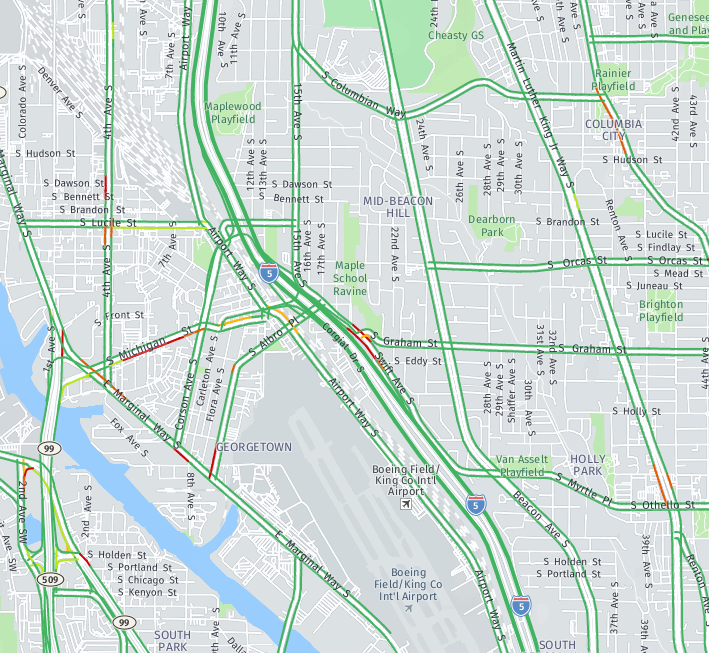 24th A
Cheasty GS
Genesee
and Play
7th Ave S
Airport Way
10th Ave S
11th Ave S
Denver Ave S
Colorado Ave S
4th Ave S
15th Ave S
S Columbian Way
Martin Luther King Jr Way S
Rainier
Playfield
Maplewood
Playfield
COLUMBIA
CITY
42nd Ave S
43rd Ave S
24th Ave S
S Hudson St
S Hudson St
Marginal Way S
12th Ave S
13th Ave S
26th Ave S
28th Ave S
29th Ave S
30th Ave S
S Dawson St
S Bennett St
S Brandon St
S Lucile St
S Dawson St
Bennett St
MID-BEACON
HILL
Dearborn
Park
S Brandon St
Renton Ave S
S Lucile St
S Findlay St
S Orcas St
S Orcas St
S Mead St
S Juneau St
Airport Way S
15th Ave S
16th Ave S
17th Ave S
22nd Ave S
7th Ave S
4th Ave S
5
Maple
School
Ravine
Brighton
Playfield
S Front St
1st Ave S
S Michigan St
S Albro Pl
Corgiat Dr S
S Graham St
S Graham St
S Eddy St
Swift Ave S
31st Ave S
32nd Ave S
44th Ave S
E Marginal Way S
Corson Ave S
Carleton Ave S
Flora Ave S
Airport Way S
28th Ave S
29th Ave S
Shaffer Ave S
30th Ave S
S Holly St
Fox Ave S
99
GEORGETOWN
8th Ave S
Boeing Field/
King Co Int'l
Airport
Van Asselt
Playfield
HOLLY
PARK
S Myrtle Pl
S Othello St
2nd Ave SW
2nd Ave S
5
Beacon Ave S
Ave SW
E Marginal Way S
S Holden St
S Portland St
S Chicago St
S Kenyon St
509
99
Boeing
Field/King Co
Int'l Airport
Airport Way S
5
S Holden St
S Portland St
37th Ave S
39th Ave S
39th Ave S
Renton
SOUTH
PARK
SOUTH